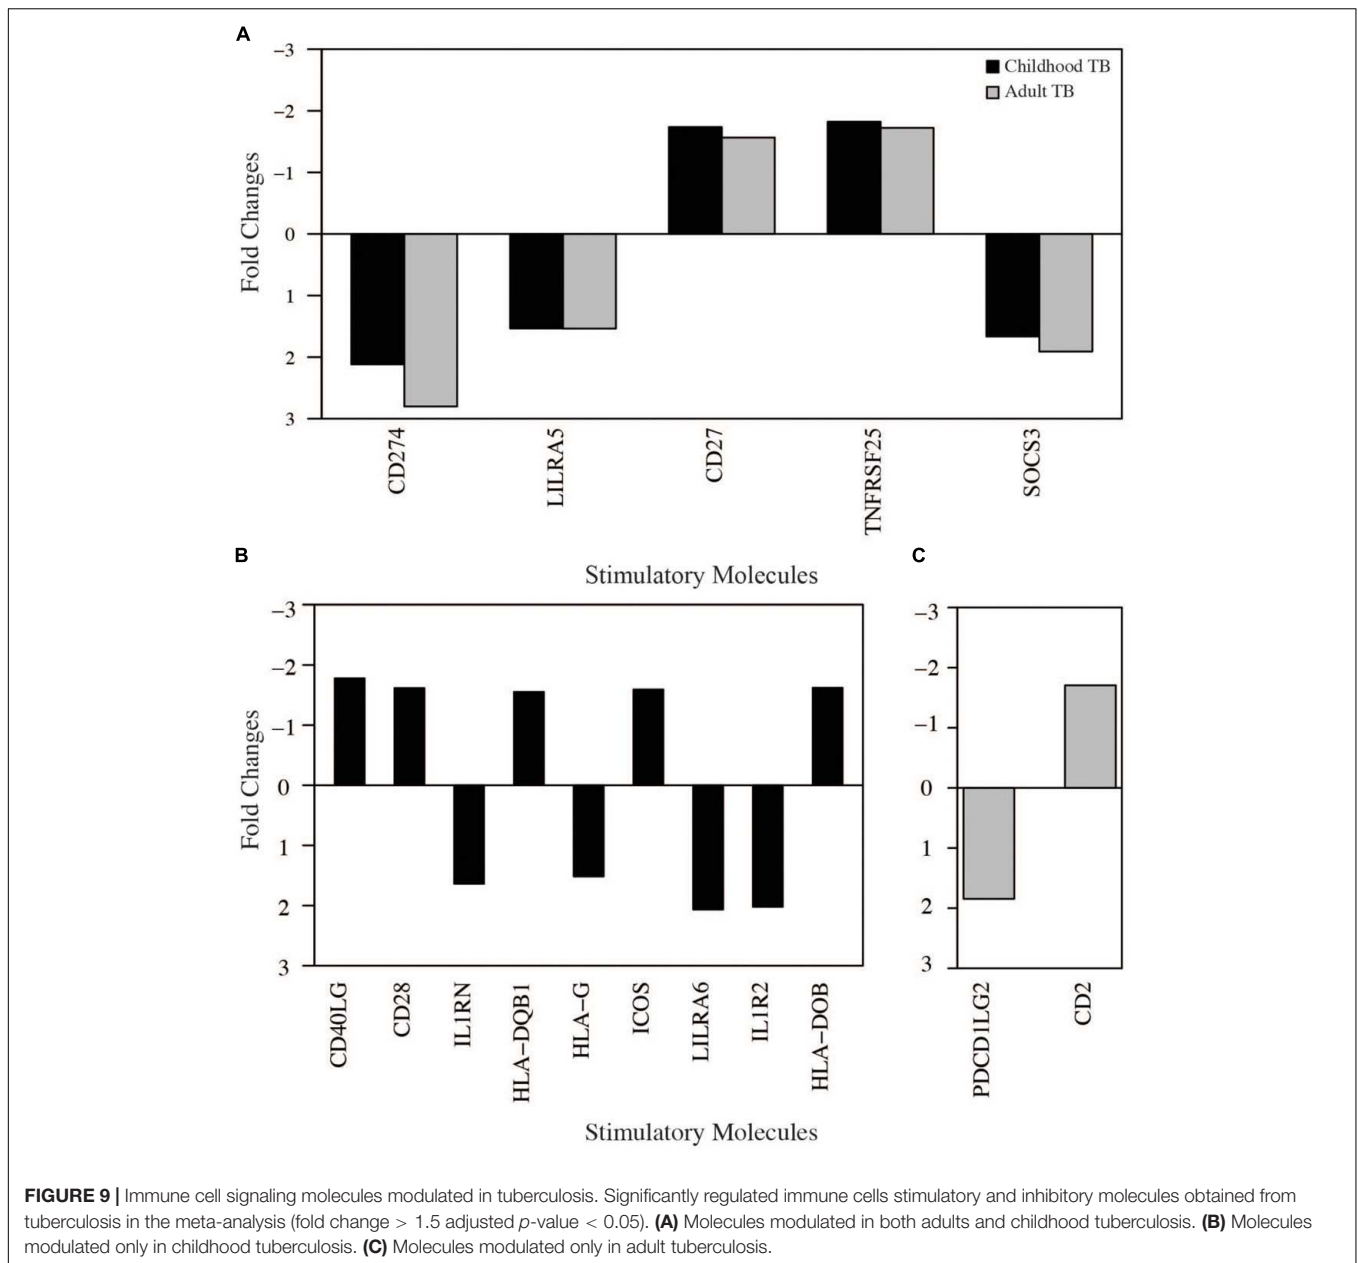 A
−3
−2
−1
0
1
2
3
Fold Changes
Childhood TB
Adult TB
CD274
LILRA5
CD27
TNFRSF25
SOCS3
Stimulatory Molecules
B
−3
−2
−1
0
1
2
3
Fold Changes
CD40LG
CD28
IL1RN
HLA−DQB1
HLA−G
ICOS
LILRA6
IL1R2
HLA−DOB
Stimulatory Molecules
C
−3
−2
−1
0
1
2
3
PDCD1LG2
CD2
FIGURE 9 | Immune cell signaling molecules modulated in tuberculosis. Significantly regulated immune cells stimulatory and inhibitory molecules obtained from
tuberculosis in the meta-analysis (fold change > 1.5 adjusted p-value < 0.05). (A) Molecules modulated in both adults and childhood tuberculosis. (B) Molecules
modulated only in childhood tuberculosis. (C) Molecules modulated only in adult tuberculosis.